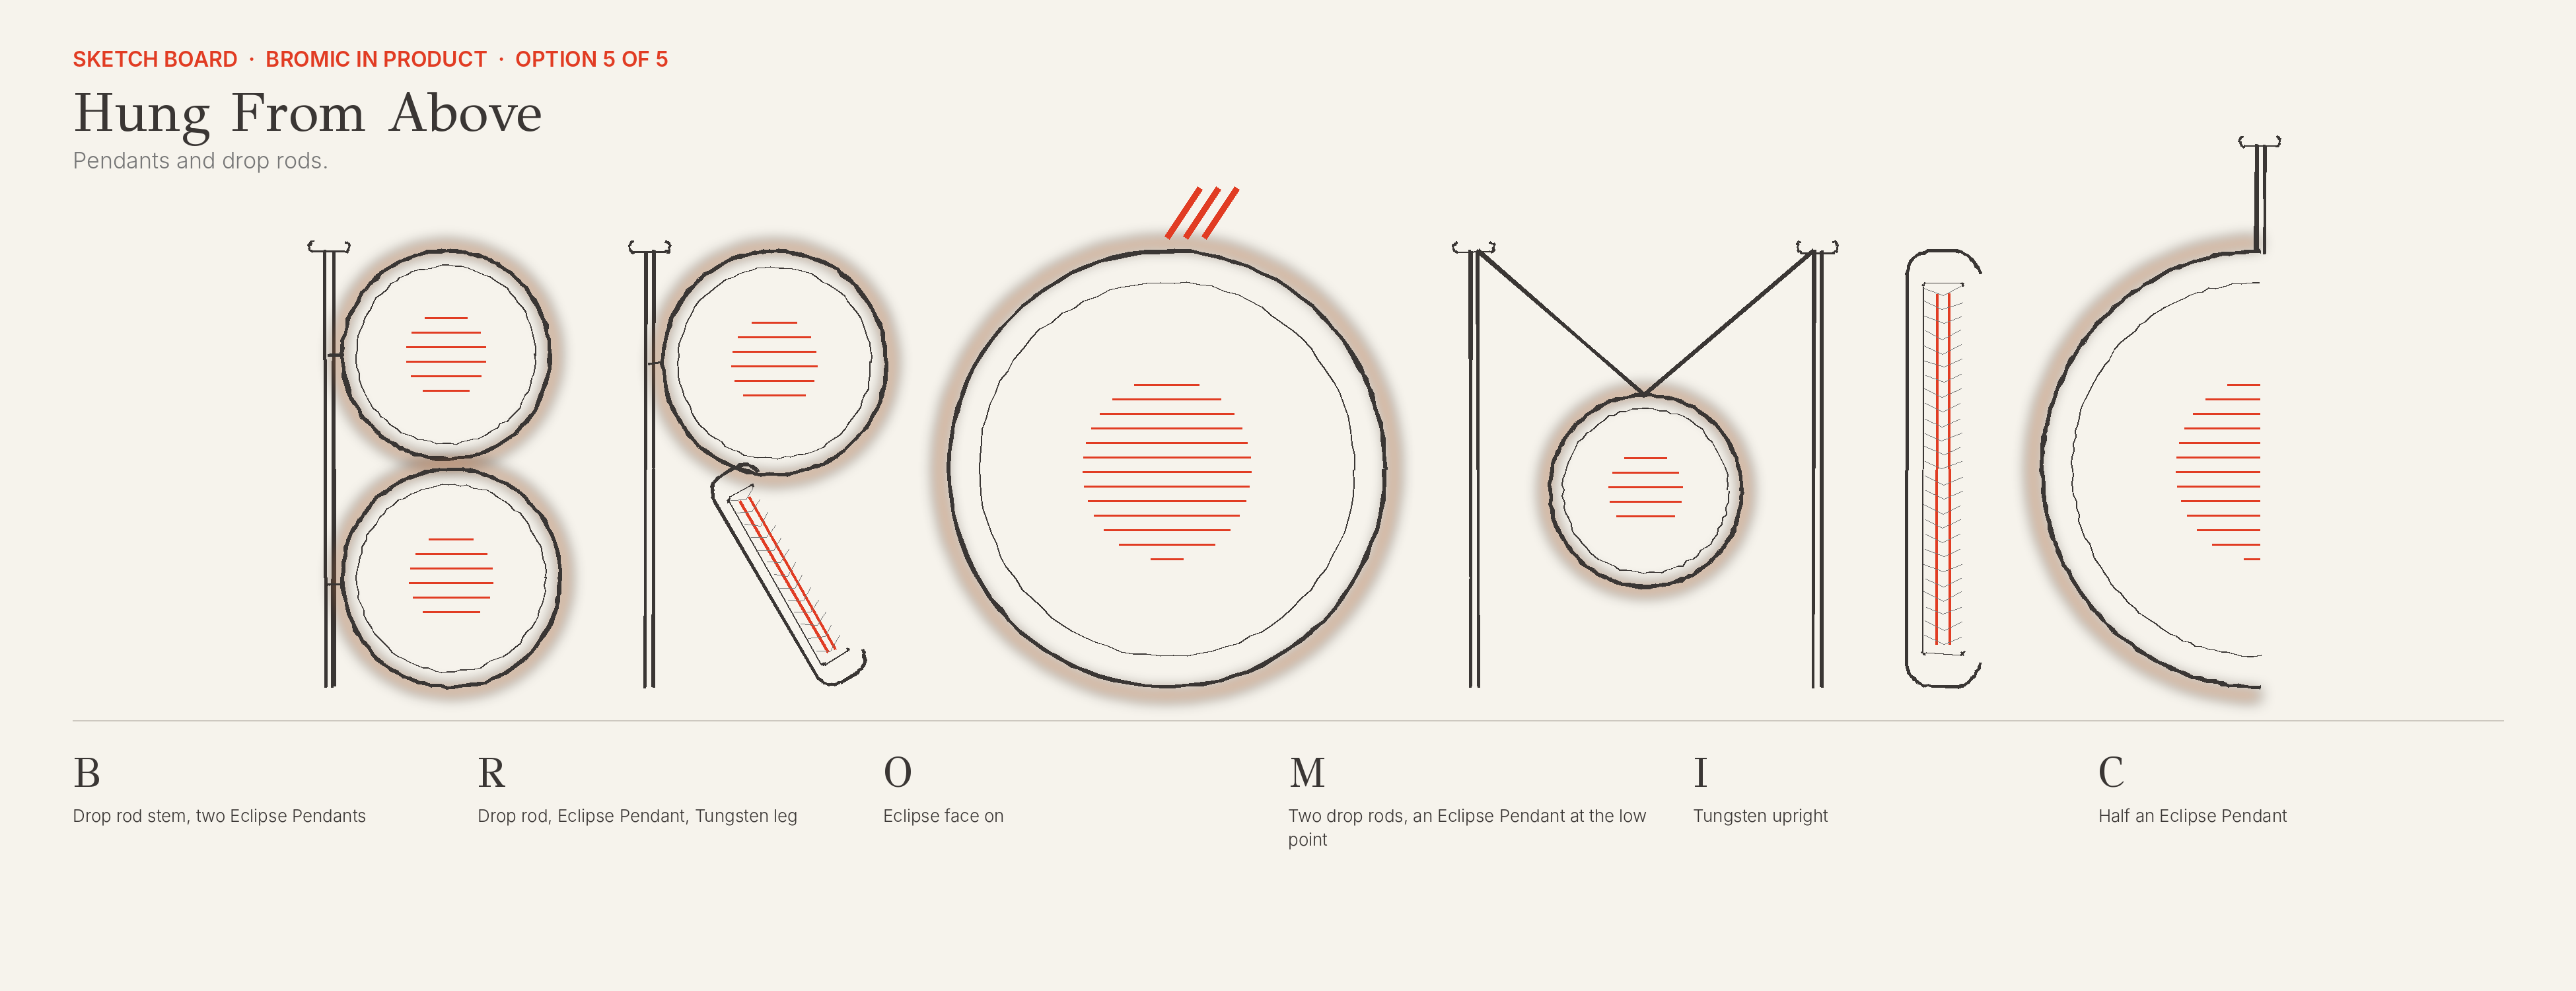 SKETCH BOARD · BROMIC IN PRODUCT · OPTION 5 OF 5
Hung From Above
Pendants and drop rods.
BROMIC
B
Drop rod stem, two Eclipse Pendants
R
Drop rod, Eclipse Pendant, Tungsten leg
O
Eclipse face on
M
Two drop rods, an Eclipse Pendant at the low
point
I
Tungsten upright
C
Half an Eclipse Pendant